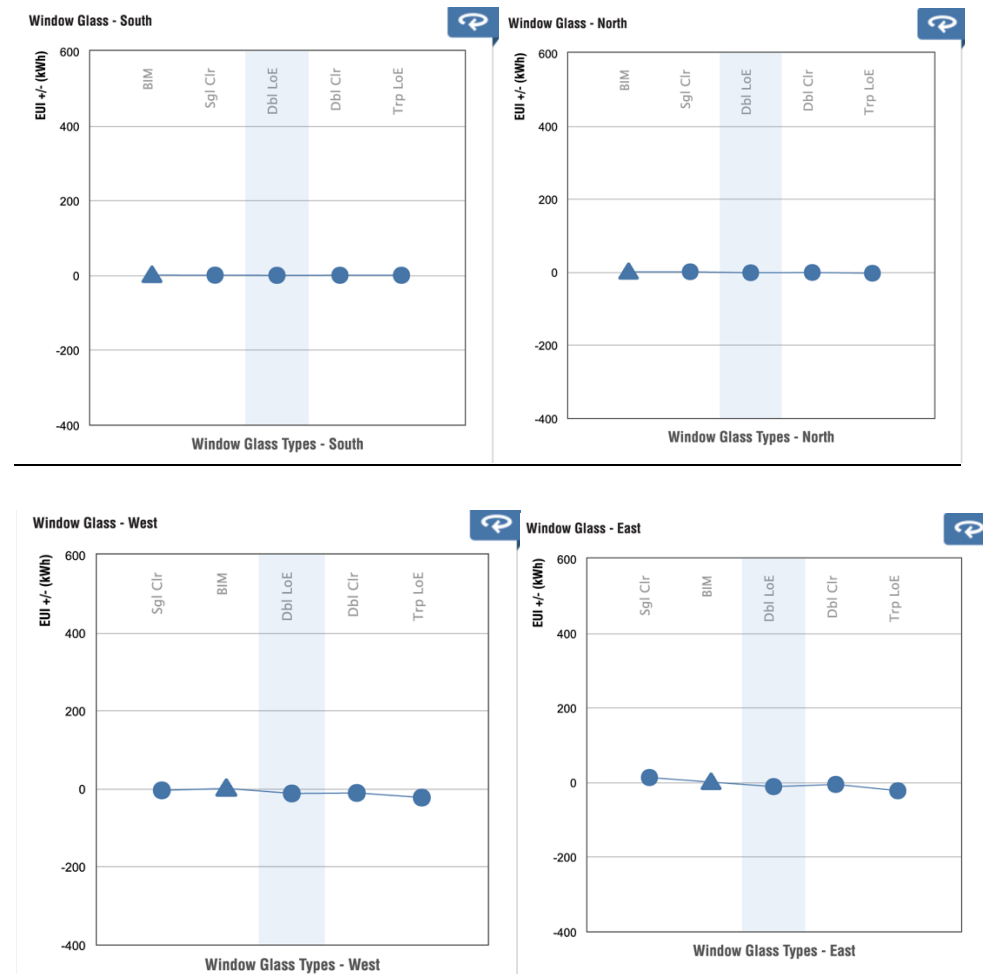 Window Glass - South
EUI +/- (kWh)
600
400
200
0
-200
-400
BIM
Sgl Clr
Dbl LoE
Dbl Clr
Trp LoE
Window Glass Types - South
Window Glass - North
EUI +/- (kWh)
600
400
200
0
-200
-400
BIM
Sgl Clr
Dbl LoE
Dbl Clr
Trp LoE
Window Glass Types - North
Window Glass - West
EUI +/- (kWh)
600
400
200
0
-200
-400
Sgl Clr
BIM
Dbl LoE
Dbl Clr
Trp LoE
Window Glass Types - West
Window Glass - East
EUI +/- (kWh)
600
400
200
0
-200
-400
Sgl Clr
BIM
Dbl LoE
Dbl Clr
Trp LoE
Window Glass Types - East